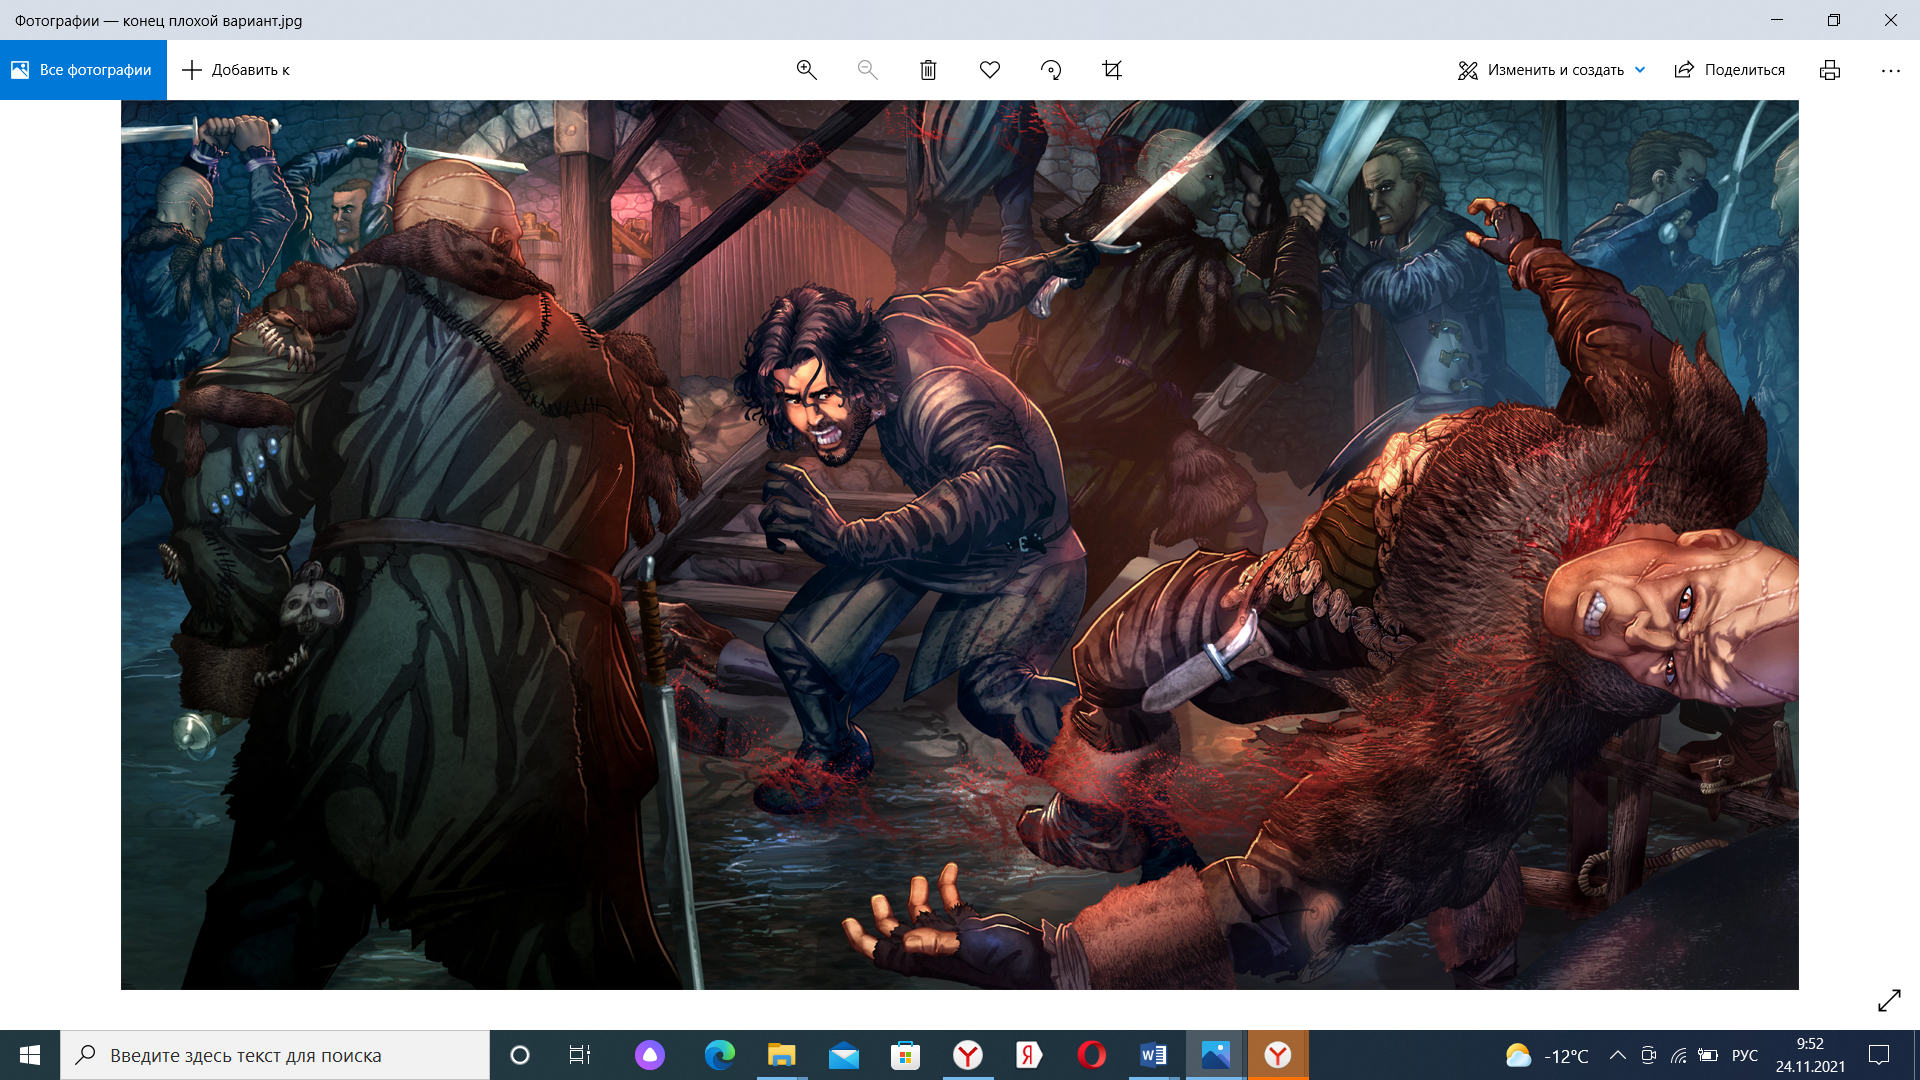 Фотографии — конец плохой вариант.jpg
Все фотографии
Добавить к
Изменить и создать
Поделиться
Введите здесь текст для поиска
-12°C
РУС
9:52
24.11.2021